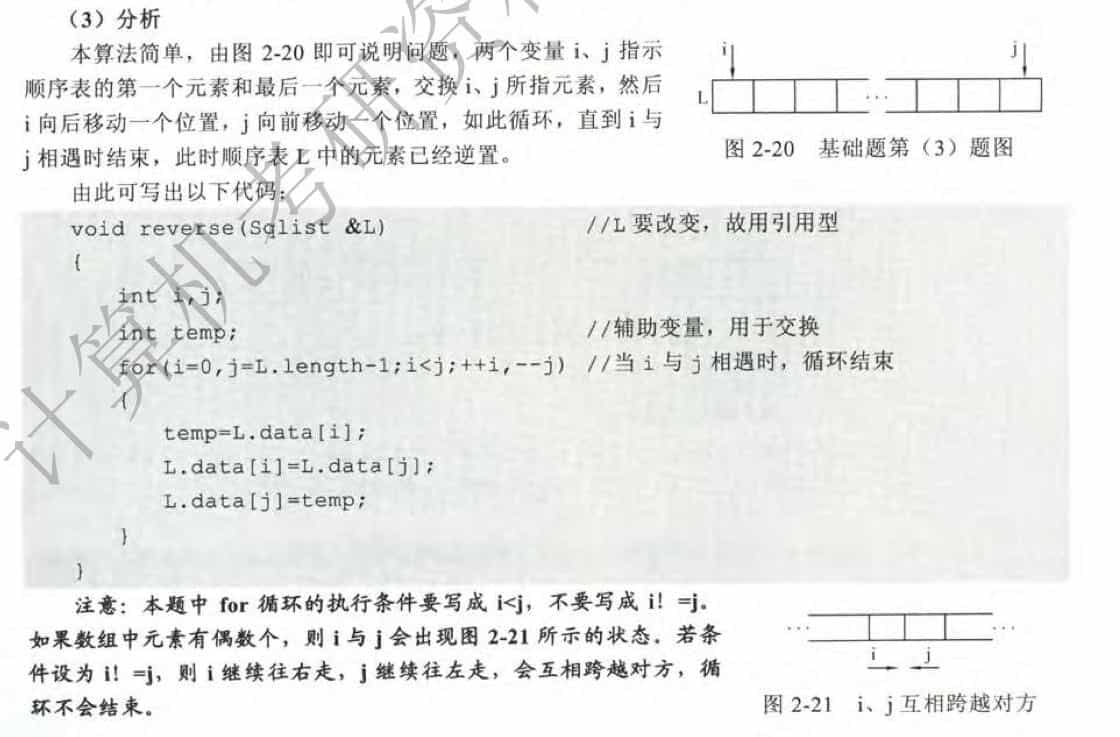 （3）分析
本算法简单，由图 2-20 即可说明问题，两个变量 i、j 指示
顺序表的第一个元素和最后一个元素，交换 i、j 所指元素，然后
i 向后移动一个位置，j 向前移动一个位置，如此循环，直到 i 与
j 相遇时结束，此时顺序表 L 中的元素已经逆置。
i
j
L
···
图 2-20 基础题第（3）题图
由此可写出以下代码：
void reverse(Sqlist &L) //L 要改变，故用引用型
{
int i,j;
int temp; //辅助变量，用于交换
for(i=0,j=L.length-1;i<j;++i,--j) //当 i 与 j 相遇时，循环结束
{
temp=L.data[i];
L.data[i]=L.data[j];
L.data[j]=temp;
}
}
注意：本题中 for 循环的执行条件要写成 i<j，不要写成 i！=j。
如果数组中元素有偶数个，则 i 与 j 会出现图 2-21 所示的状态。若条
件设为 i！=j，则 i 继续往右走，j 继续往左走，会互相跨越对方，循
环不会结束。
··· ···
i j
图 2-21 i、j 互相跨越对方
计算机考研资